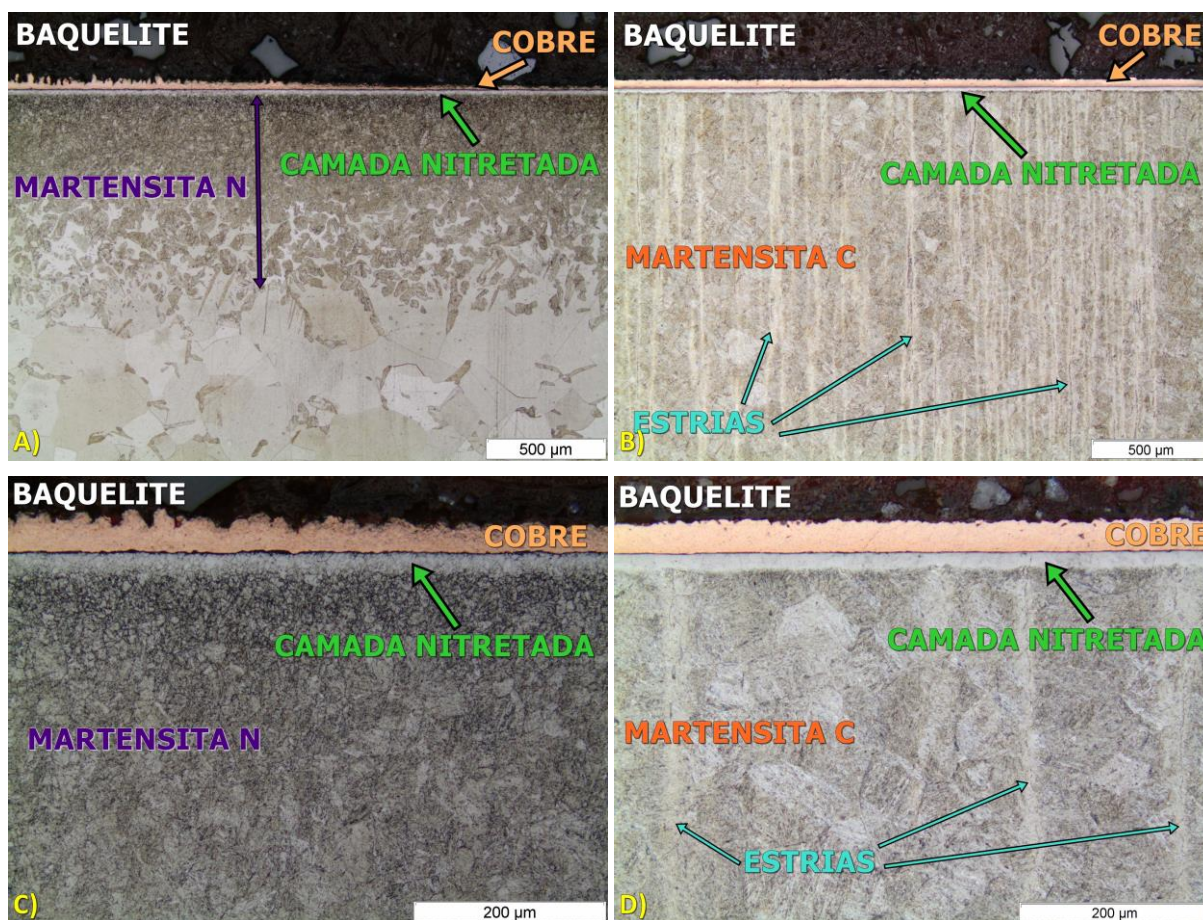 BAQUELITE
COBRE
CAMADA NITRETADA
MARTENSITA N
A)
500 µm
BAQUELITE
COBRE
CAMADA NITRETADA
MARTENSITA C
ESTRIAS
B)
500 µm
BAQUELITE
COBRE
CAMADA NITRETADA
MARTENSITA N
C)
200 µm
BAQUELITE
COBRE
CAMADA NITRETADA
MARTENSITA C
ESTRIAS
D)
200 µm